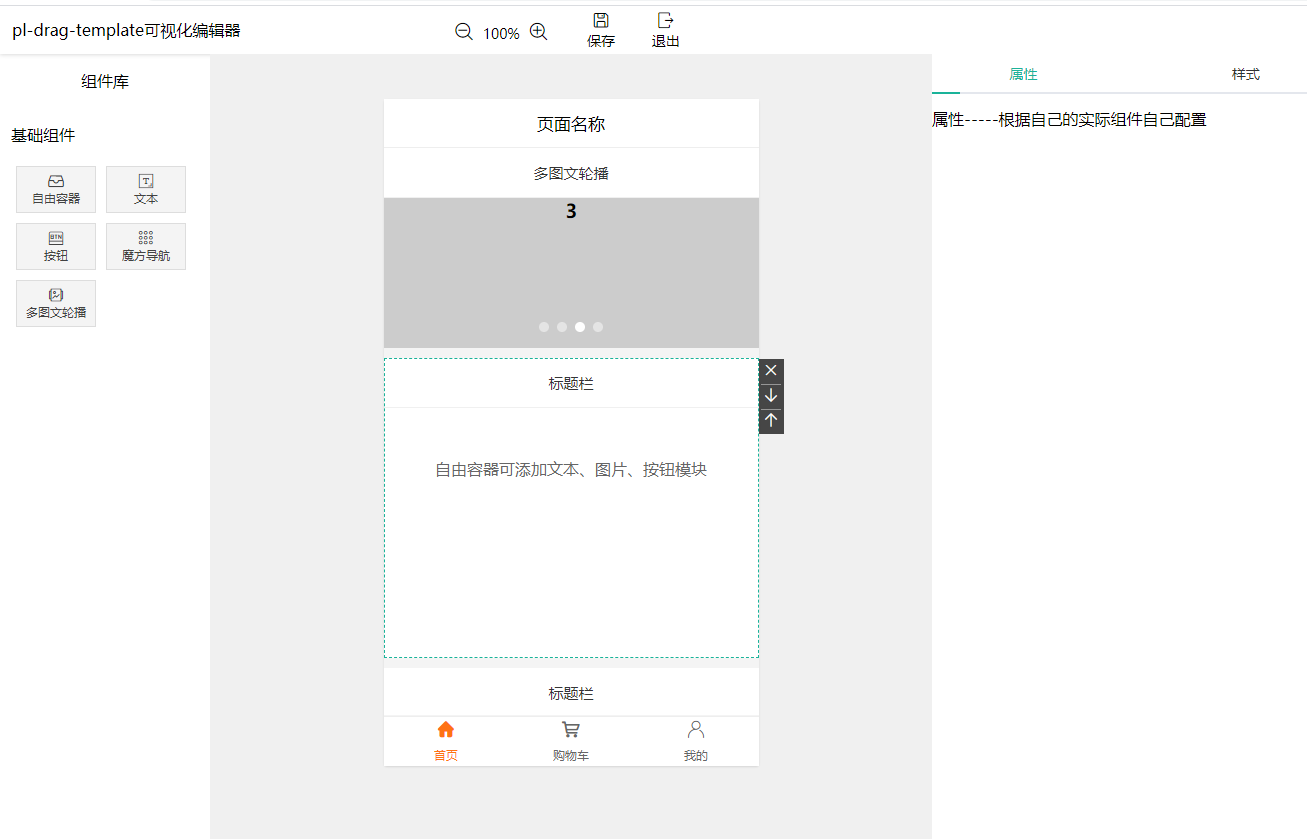 pl-drag-template可视化编辑器
100%
保存
退出
组件库
基础组件
自由容器
文本
按钮
魔方导航
多图文轮播
页面名称
多图文轮播
3
标题栏
自由容器可添加文本、图片、按钮模块
标题栏
首页
购物车
我的
属性
样式
属性-----根据自己的实际组件自己配置